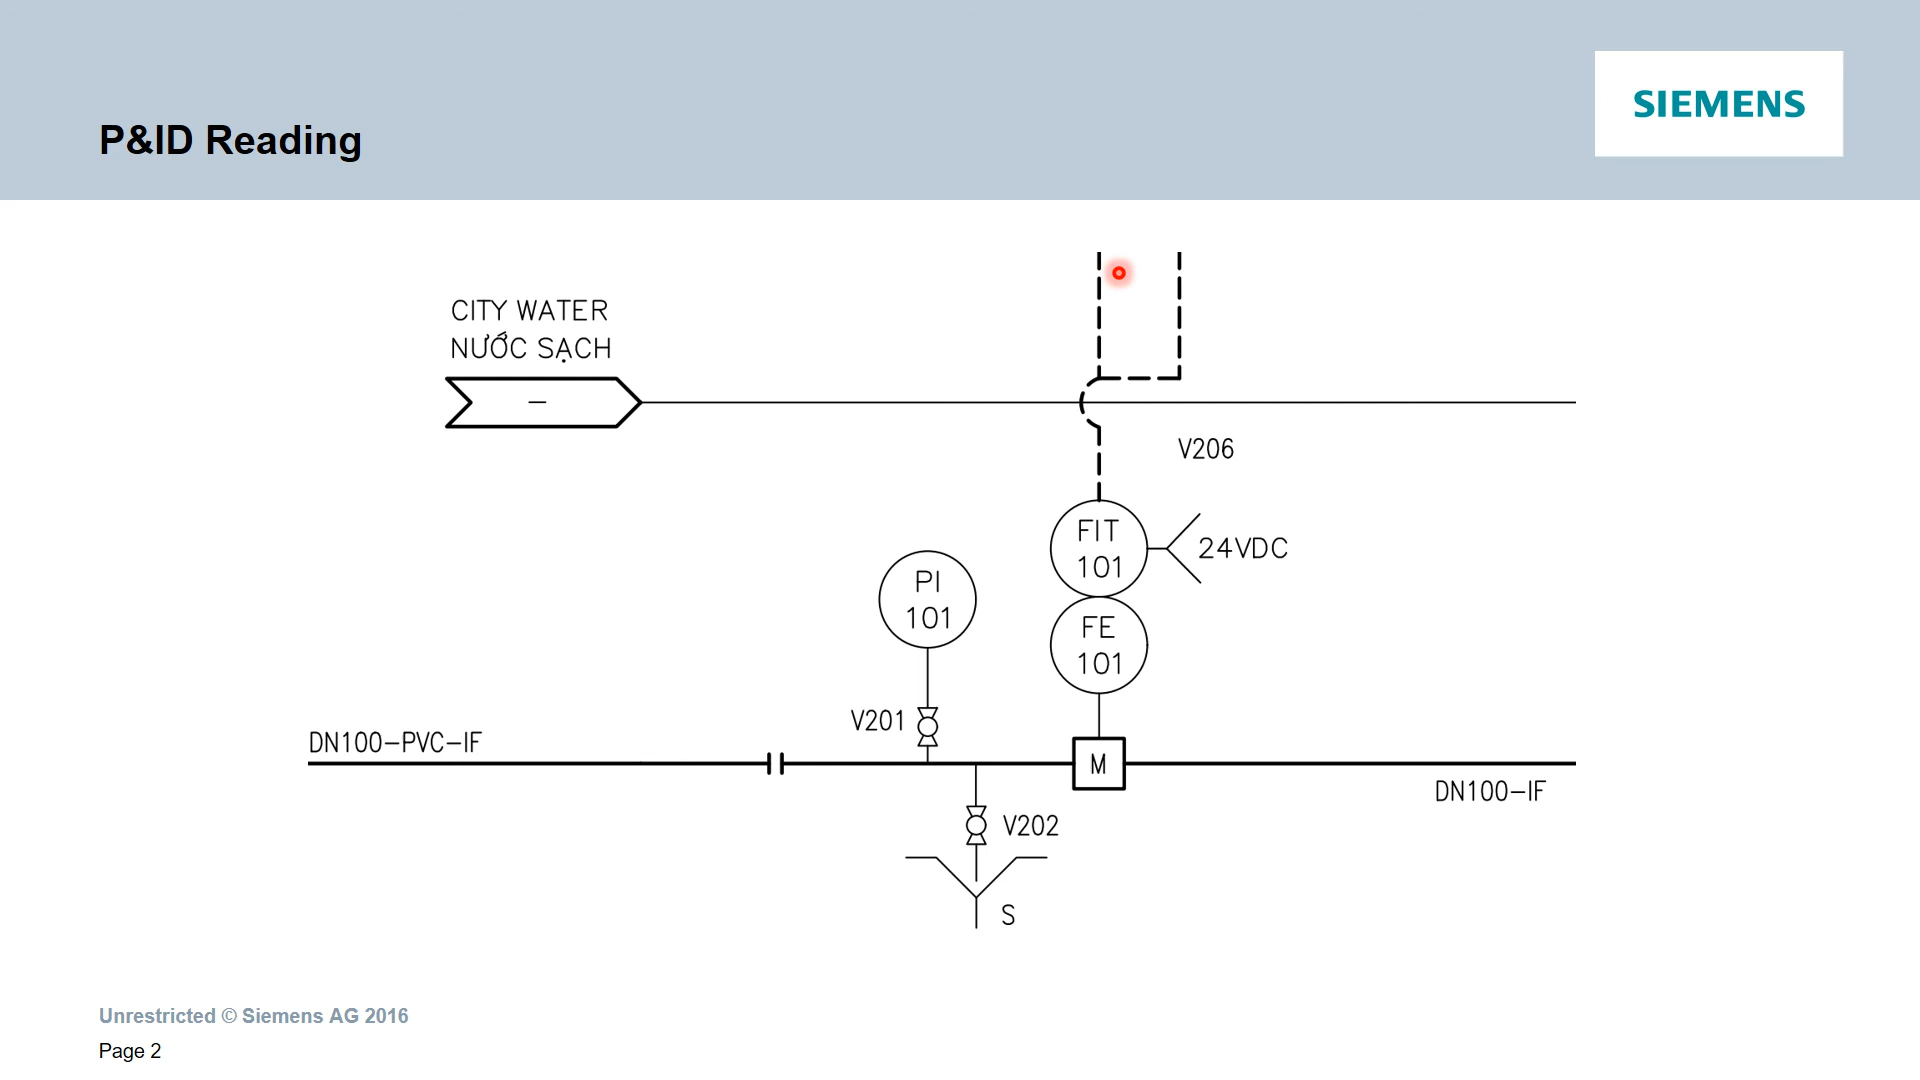 SIEMENS
P&ID Reading
CITY WATER
NƯỚC SẠCH
V206
FIT
101
24VDC
PI
101
FE
101
V201
DN100-PVC-IF
M
DN100-IF
V202
S
Unrestricted © Siemens AG 2016
Page 2